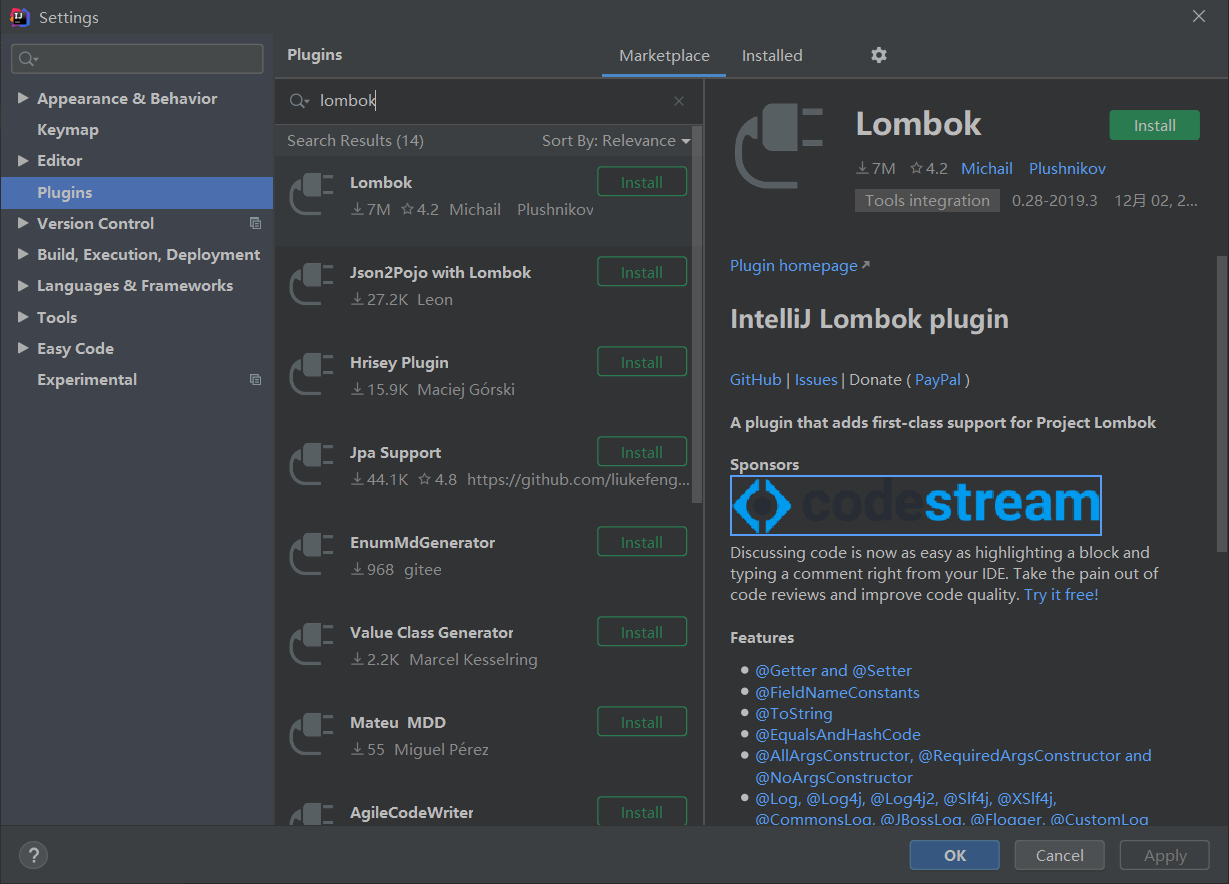 Settings
Plugins
Marketplace
Installed
Appearance & Behavior
Keymap
Editor
Plugins
Version Control
Build, Execution, Deployment
Languages & Frameworks
Tools
Easy Code
Experimental
lombok
Search Results (14)
Sort By: Relevance
Lombok
Install
7M 4.2 Michail Plushnikov
Json2Pojo with Lombok
Install
27.2K Leon
Hrisey Plugin
Install
15.9K Maciej Górski
Jpa Support
Install
44.1K 4.8 https://github.com/liukefeng...
EnumMdGenerator
Install
968 gitee
Value Class Generator
Install
2.2K Marcel Kesselring
Mateu MDD
Install
55 Miguel Pérez
AgileCodeWriter
Install
Lombok
Install
7M 4.2 Michail Plushnikov
Tools integration 0.28-2019.3 12月 02, 2...
Plugin homepage
IntelliJ Lombok plugin
GitHub | Issues | Donate ( PayPal )
A plugin that adds first-class support for Project Lombok
Sponsors
codestream
Discussing code is now as easy as highlighting a block and
typing a comment right from your IDE. Take the pain out of
code reviews and improve code quality. Try it free!
Features
@Getter and @Setter
@FieldNameConstants
@ToString
@EqualsAndHashCode
@AllArgsConstructor, @RequiredArgsConstructor and
@NoArgsConstructor
@Log, @Log4j, @Log4j2, @Slf4j, @XSlf4j,
@CommonsLog, @JBossLog, @Flogger, @CustomLog
?
OK
Cancel
Apply